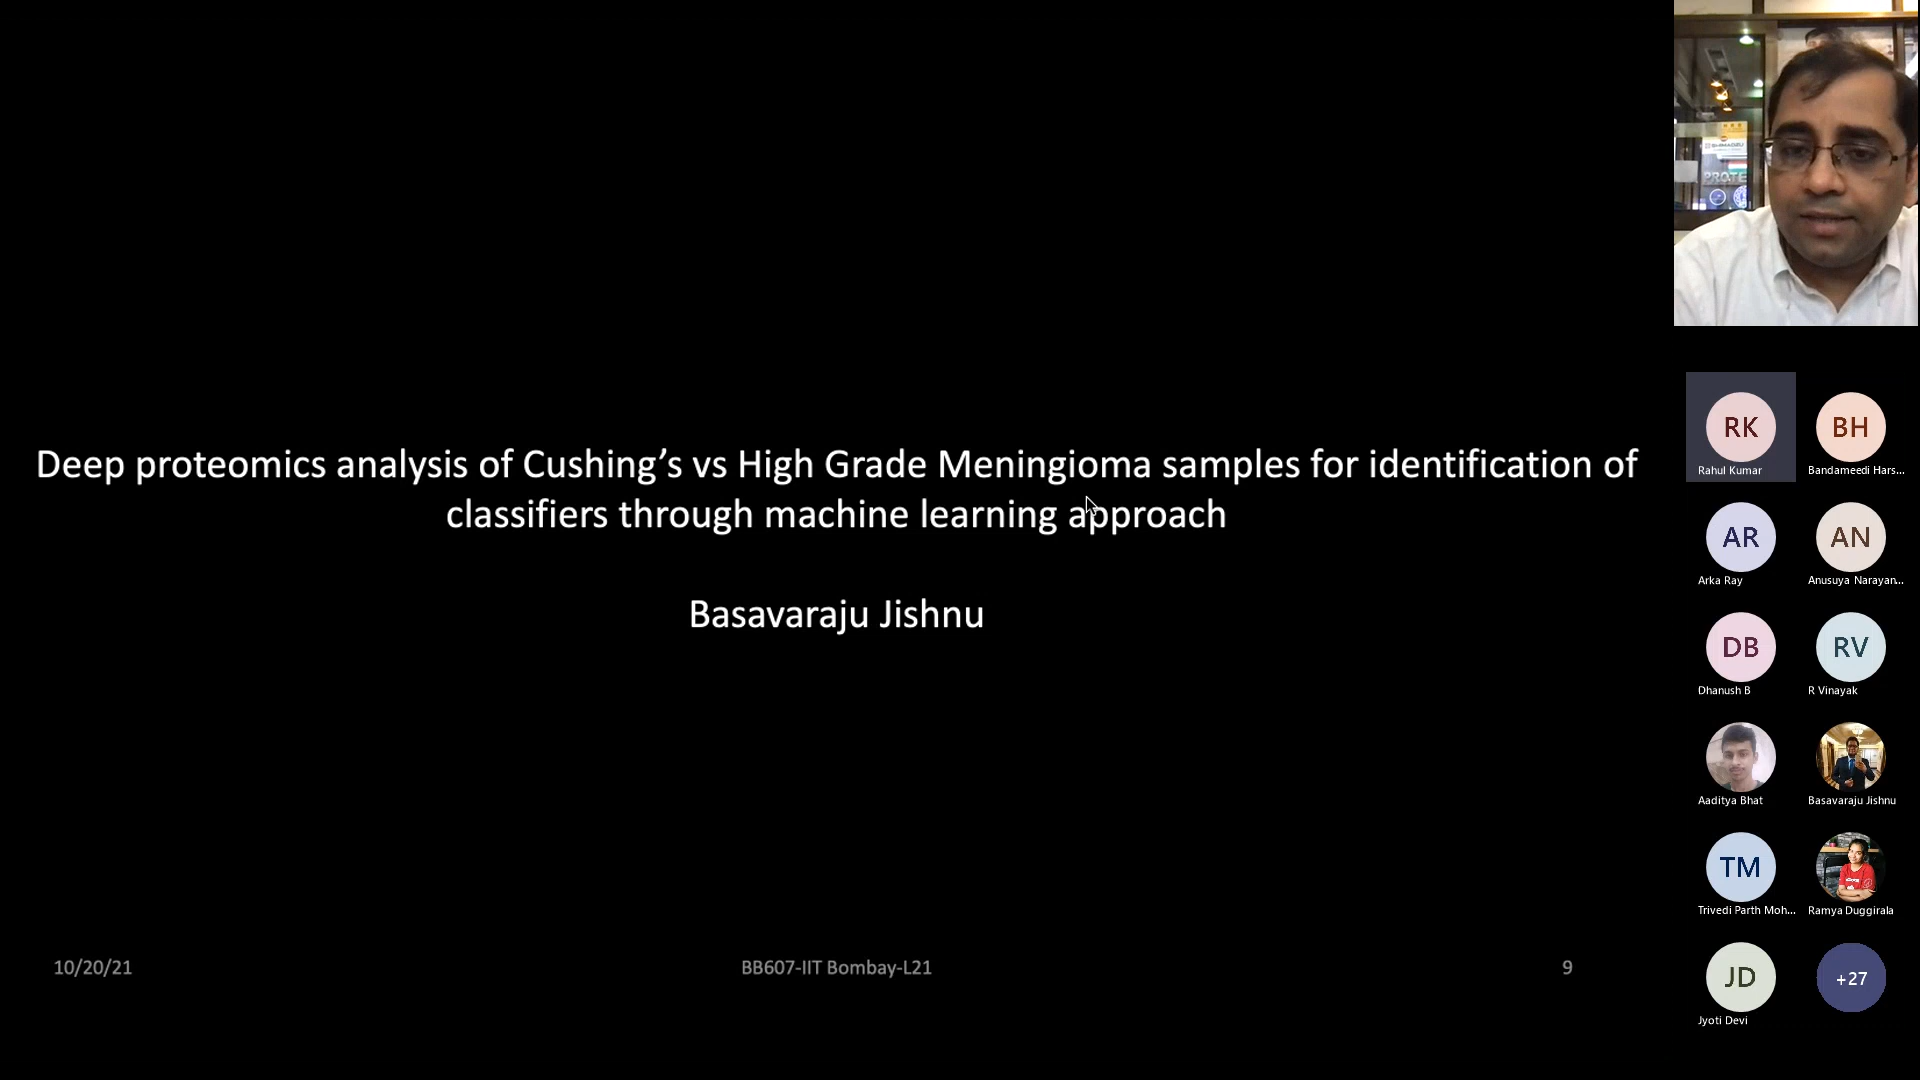 Deep proteomics analysis of Cushing’s vs High Grade Meningioma samples for identification of
classifiers through machine learning approach
Basavaraju Jishnu
10/20/21
BB607-IIT Bombay-L21
9
SHIMADZU
PROTE
RK
Rahul Kumar
BH
Bandameedi Hars...
AR
Arka Ray
AN
Anusuya Narayan...
DB
Dhanush B
RV
R Vinayak
Aaditya Bhat
Basavaraju Jishnu
TM
Trivedi Parth Moh...
Ramya Duggirala
JD
Jyoti Devi
+27